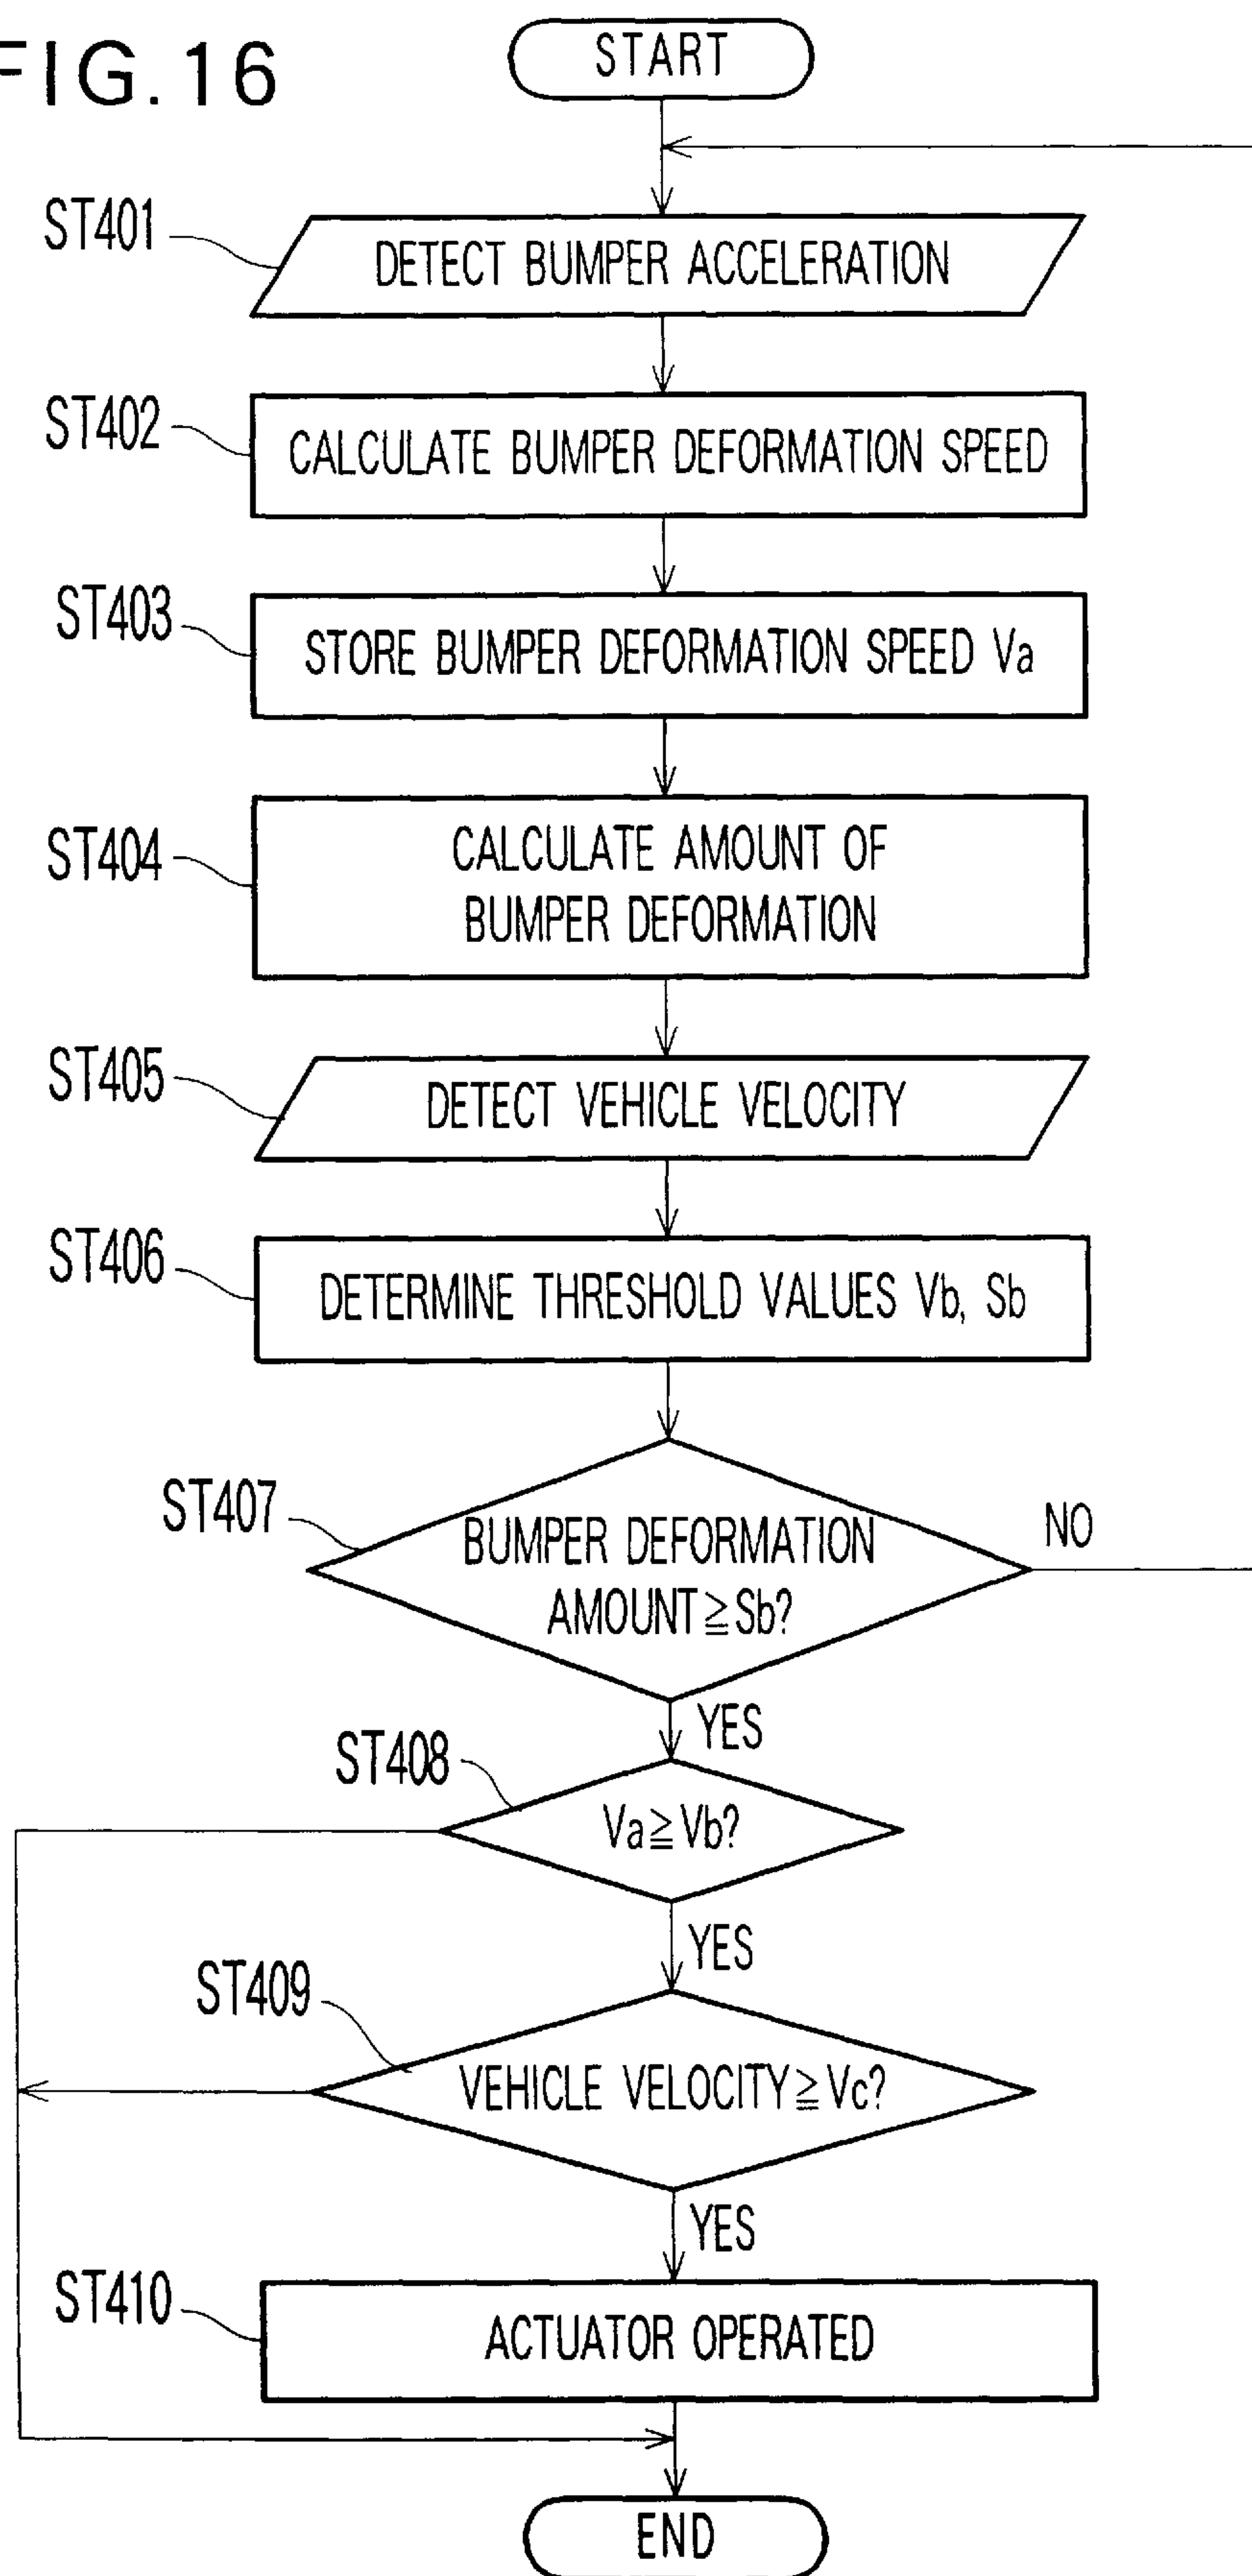 FIG.16
START
ST401
DETECT BUMPER ACCELERATION
ST402
CALCULATE BUMPER DEFORMATION SPEED
ST403
STORE BUMPER DEFORMATION SPEED Va
ST404
CALCULATE AMOUNT OF
BUMPER DEFORMATION
ST405
DETECT VEHICLE VELOCITY
ST406
DETERMINE THRESHOLD VALUES Vb, Sb
ST407
BUMPER DEFORMATION
AMOUNT≧Sb?
NO
YES
ST408
Va≧Vb?
YES
ST409
VEHICLE VELOCITY≧Vc?
YES
ST410
ACTUATOR OPERATED
END